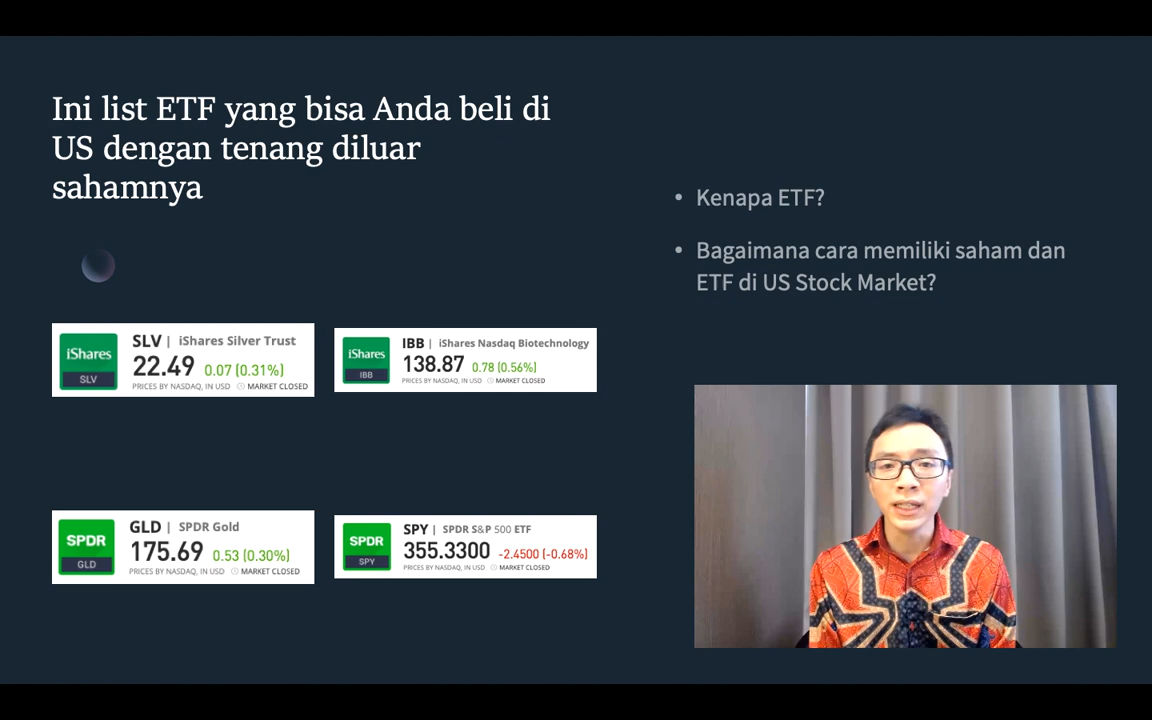 Ini list ETF yang bisa Anda beli di
US dengan tenang diluar
sahamnya
• Kenapa ETF?
• Bagaimana cara memiliki saham dan
ETF di US Stock Market?
iShares
SLV
SLV | iShares Silver Trust
22.49 0.07 (0.31%)
PRICES BY NASDAQ, IN USD MARKET CLOSED
iShares
IBB
IBB | iShares Nasdaq Biotechnology
138.87 0.78 (0.56%)
PRICES BY NASDAQ, IN USD MARKET CLOSED
SPDR
GLD
GLD | SPDR Gold
175.69 0.53 (0.30%)
PRICES BY NASDAQ, IN USD MARKET CLOSED
SPDR
SPY
SPY | SPDR S&P 500 ETF
355.3300 -2.4500 (-0.68%)
PRICES BY NASDAQ, IN USD MARKET CLOSED